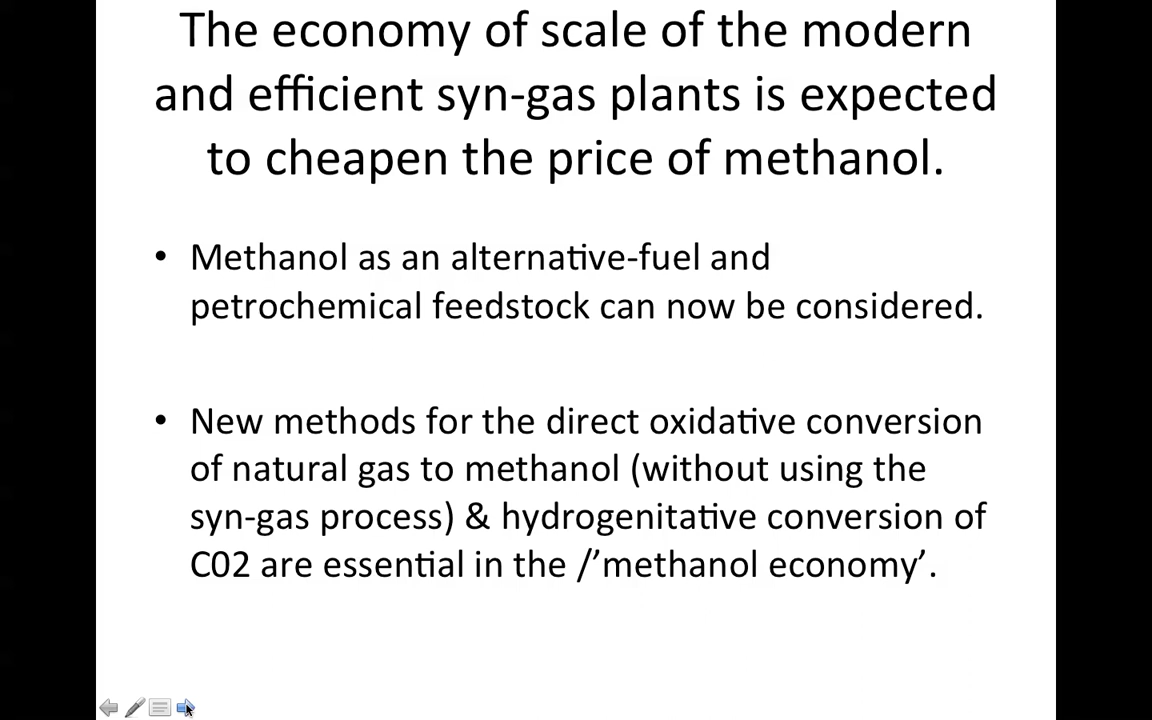 The economy of scale of the modern
and efficient syn-gas plants is expected
to cheapen the price of methanol.
• Methanol as an alternative-fuel and
petrochemical feedstock can now be considered.
• New methods for the direct oxidative conversion
of natural gas to methanol (without using the
syn-gas process) & hydrogenitative conversion of
C02 are essential in the /’methanol economy’.